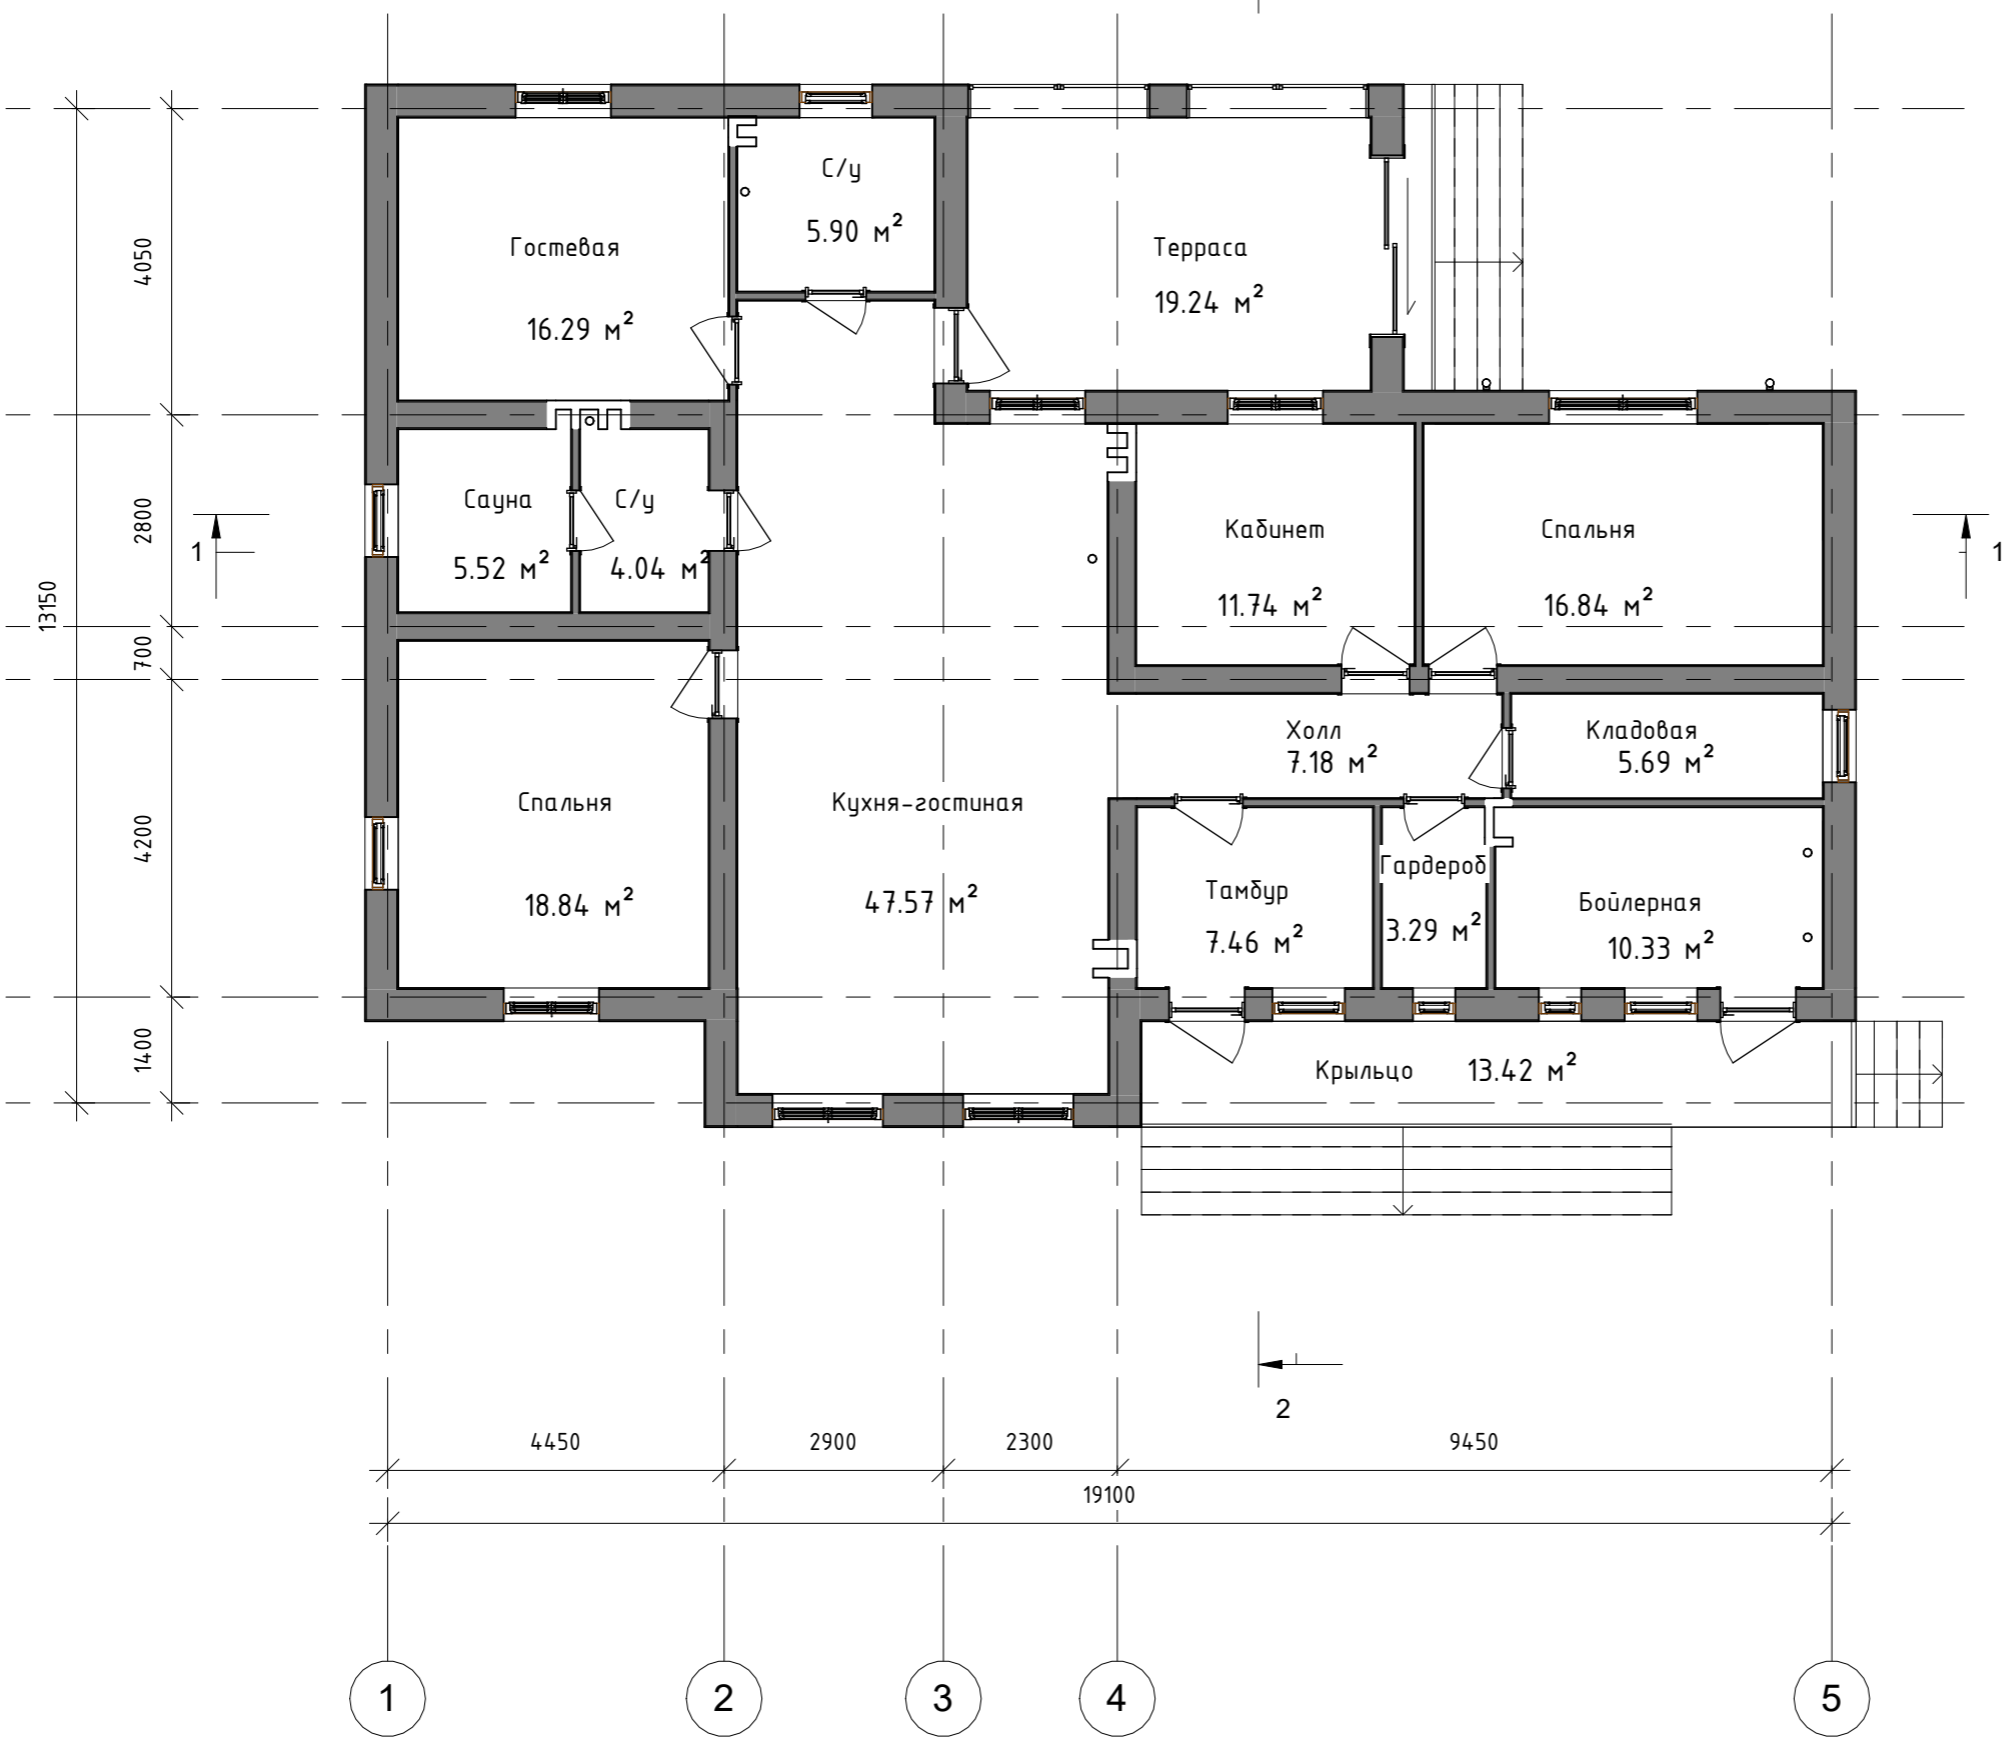 С/у
5.90 м²
Гостевая
16.29 м²
Терраса
19.24 м²
4050
Сауна
5.52 м²
С/у
4.04 м²
Кабинет
11.74 м²
Спальня
16.84 м²
2800
1
1
13150
700
Холл
7.18 м²
Кладовая
5.69 м²
Спальня
18.84 м²
Кухня-гостиная
47.57 м²
4200
Тамбур
7.46 м²
Гардероб
3.29 м²
Бойлерная
10.33 м²
1400
Крыльцо 13.42 м²
2
4450
2900
2300
9450
19100
1
2
3
4
5